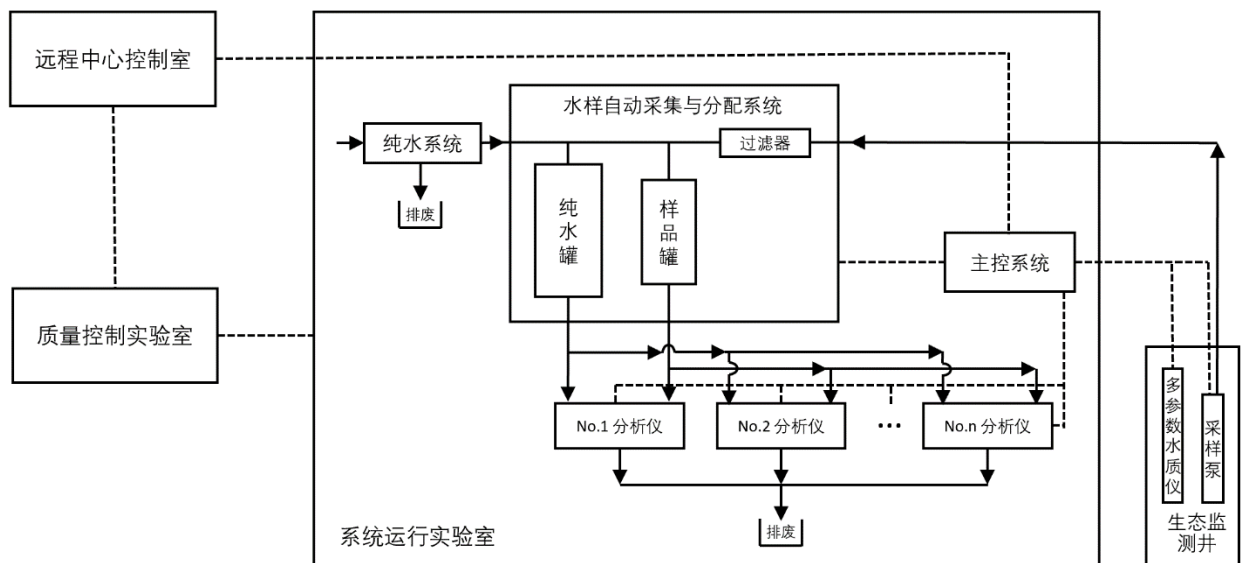 远程中心控制室
水样自动采集与分配系统
纯水系统
过滤器
排废
纯水罐
样品罐
主控系统
质量控制实验室
No.1 分析仪
No.2 分析仪
...
No.n 分析仪
多参数水质仪
采样泵
生态监
测井
排废
系统运行实验室